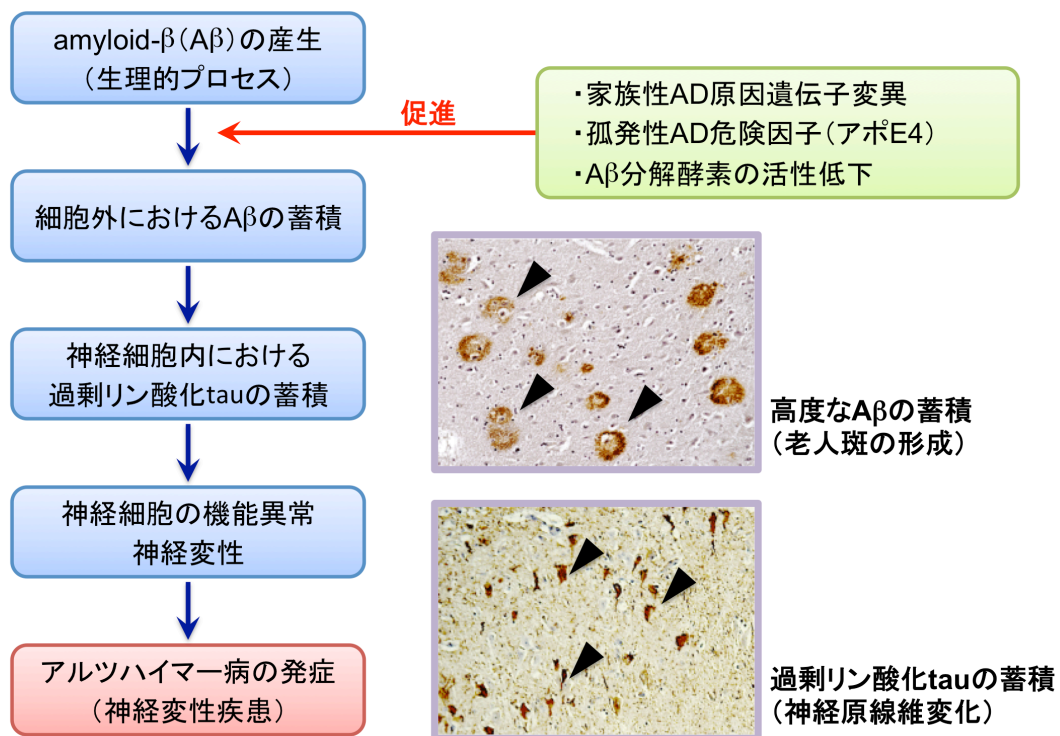 amyloid-β（Aβ）の産生
（生理的プロセス）
促進
・家族性AD原因遺伝子変異
・孤発性AD危険因子（アポE4）
・Aβ分解酵素の活性低下
細胞外におけるAβの蓄積
神経細胞内における
過剰リン酸化tauの蓄積
高度なAβの蓄積
（老人斑の形成）
神経細胞の機能異常
神経変性
アルツハイマー病の発症
（神経変性疾患）
過剰リン酸化tauの蓄積
（神経原線維変化）